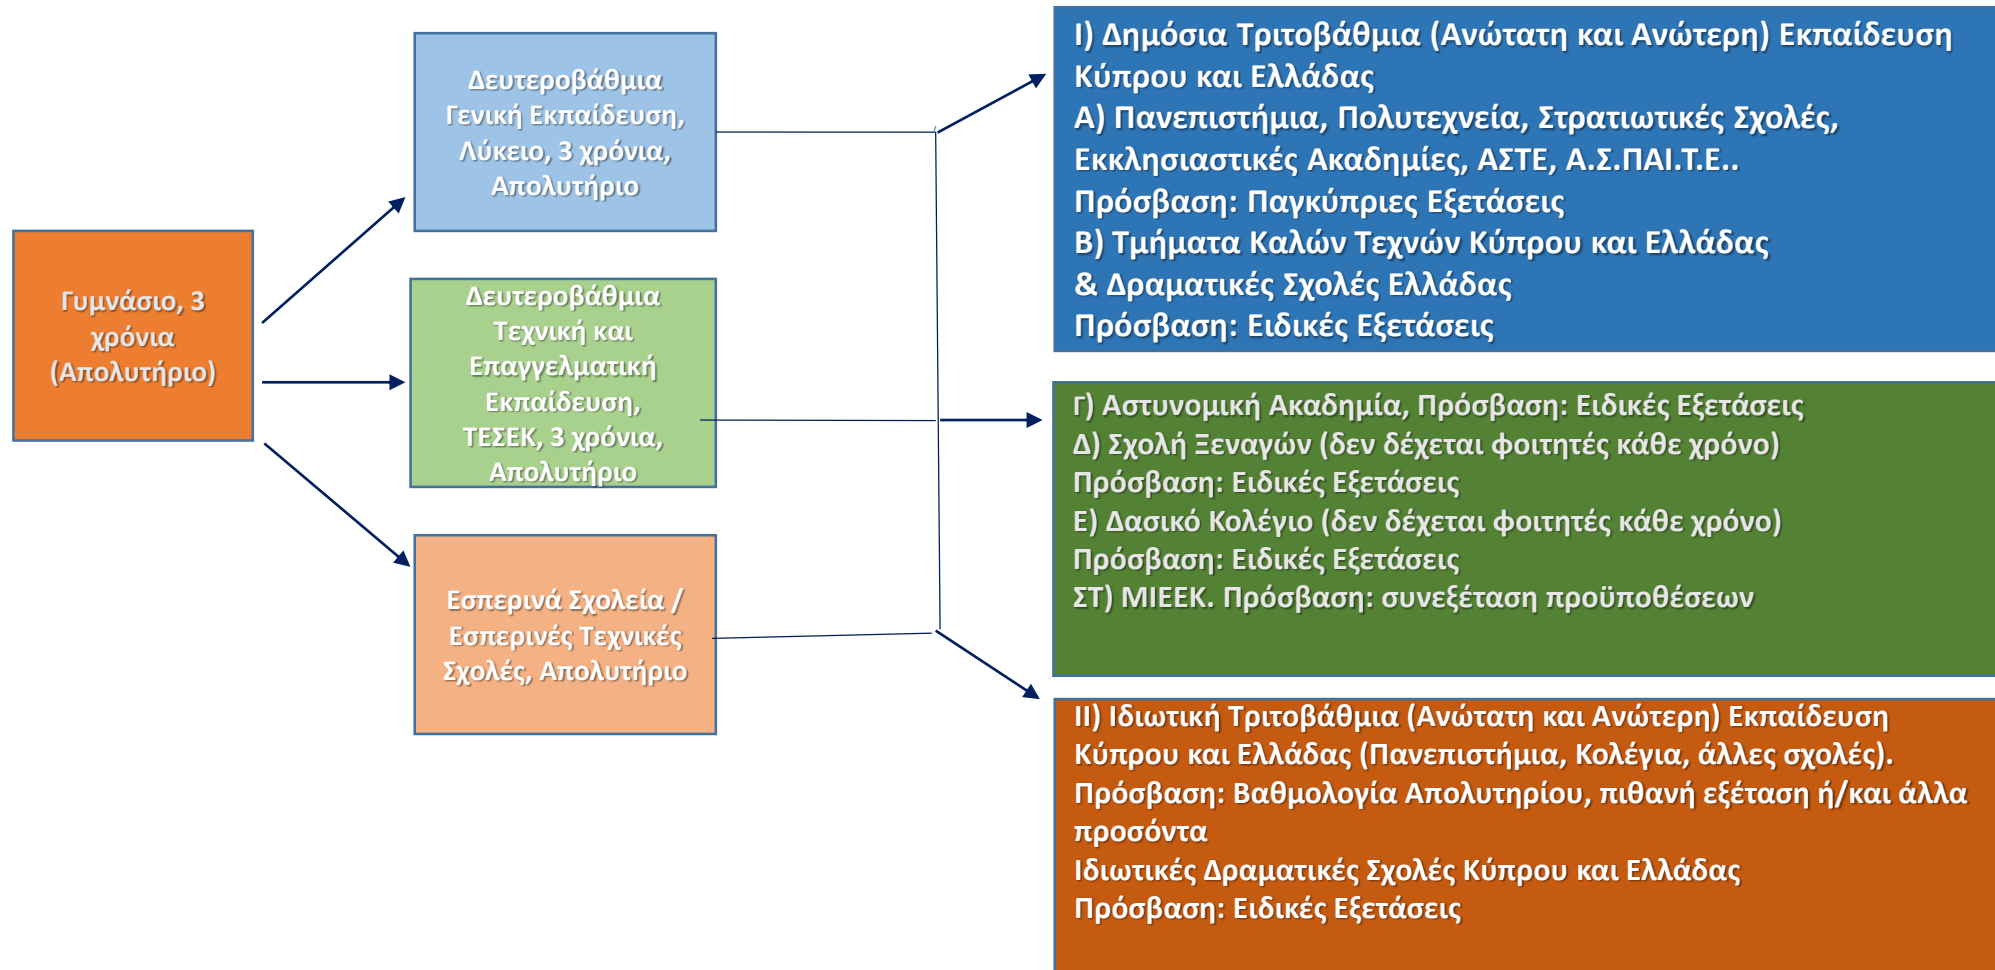 Γυμνάσιο, 3
χρόνια
(Απολυτήριο)
Δευτεροβάθμια
Γενική Εκπαίδευση,
Λύκειο, 3 χρόνια,
Απολυτήριο
Δευτεροβάθμια
Τεχνική και
Επαγγελματική
Εκπαίδευση,
ΤΕΣΕΚ, 3 χρόνια,
Απολυτήριο
Εσπερινά Σχολεία /
Εσπερινές Τεχνικές
Σχολές, Απολυτήριο
Ι) Δημόσια Τριτοβάθμια (Ανώτατη και Ανώτερη) Εκπαίδευση
Κύπρου και Ελλάδας
Α) Πανεπιστήμια, Πολυτεχνεία, Στρατιωτικές Σχολές,
Εκκλησιαστικές Ακαδημίες, ΑΣΤΕ, Α.Σ.ΠΑΙ.Τ.Ε..
Πρόσβαση: Παγκύπριες Εξετάσεις
Β) Τμήματα Καλών Τεχνών Κύπρου και Ελλάδας
& Δραματικές Σχολές Ελλάδας
Πρόσβαση: Ειδικές Εξετάσεις
Γ) Αστυνομική Ακαδημία, Πρόσβαση: Ειδικές Εξετάσεις
Δ) Σχολή Ξεναγών (δεν δέχεται φοιτητές κάθε χρόνο)
Πρόσβαση: Ειδικές Εξετάσεις
Ε) Δασικό Κολέγιο (δεν δέχεται φοιτητές κάθε χρόνο)
Πρόσβαση: Ειδικές Εξετάσεις
ΣΤ) ΜΙΕΕΚ. Πρόσβαση: συνεξέταση προϋποθέσεων
ΙΙ) Ιδιωτική Τριτοβάθμια (Ανώτατη και Ανώτερη) Εκπαίδευση
Κύπρου και Ελλάδας (Πανεπιστήμια, Κολέγια, άλλες σχολές).
Πρόσβαση: Βαθμολογία Απολυτηρίου, πιθανή εξέταση ή/και άλλα
προσόντα
Ιδιωτικές Δραματικές Σχολές Κύπρου και Ελλάδας
Πρόσβαση: Ειδικές Εξετάσεις